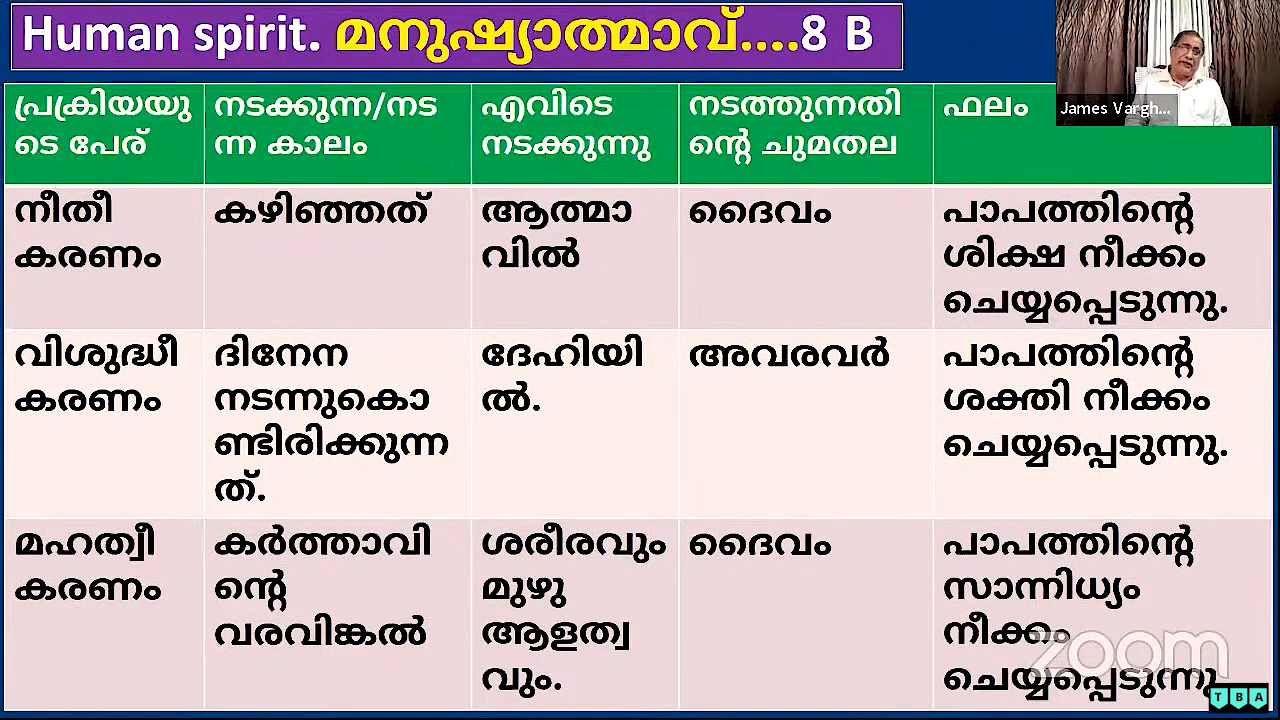 Human spirit. മനുഷ്യാത്മാവ്....8 B
James Vargh...
പ്രക്രിയയു
ടെ പേര്
നടക്കുന്ന/നട
ന്ന കാലം
എവിടെ
നടക്കുന്നു
നടത്തുന്നതി
ന്റെ ചുമതല
ഫലം
നീതീ
കരണം
കഴിഞ്ഞത്
ആത്മാ
വിൽ
ദൈവം
പാപത്തിന്റെ
ശിക്ഷ നീക്കം
ചെയ്യപ്പെടുന്നു.
വിശുദ്ധീ
കരണം
ദിനേന
നടന്നുകൊ
ണ്ടിരിക്കുന്ന
ത്.
ദേഹിയി
ൽ.
അവരവർ
പാപത്തിന്റെ
ശക്തി നീക്കം
ചെയ്യപ്പെടുന്നു.
മഹത്വീ
കരണം
കർത്താവി
ന്റെ
വരവിങ്കൽ
ശരീരവും
മുഴു
ആളത്വ
വും.
ദൈവം
പാപത്തിന്റെ
സാന്നിധ്യം
നീക്കം
ചെയ്യപ്പെടുന്നു.
zoom
TBA